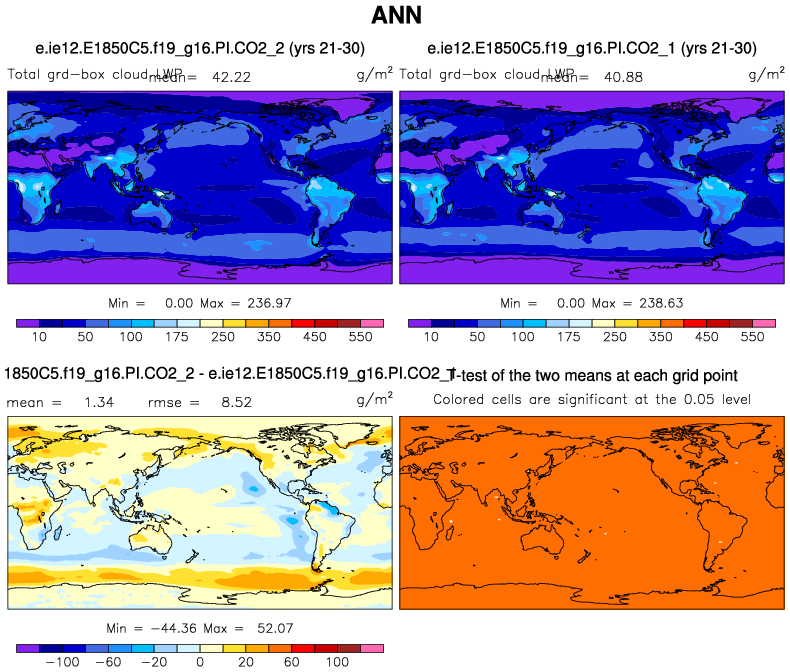 ANN
e.ie12.E1850C5.f19_g16.PI.CO2_2 (yrs 21-30)
Total grd-box cloud LWP mean= 42.22 g/m²
Min = 0.00 Max = 236.97
10 50 100 175 250 350 450 550
e.ie12.E1850C5.f19_g16.PI.CO2_1 (yrs 21-30)
Total grd-box cloud LWP mean= 40.88 g/m²
Min = 0.00 Max = 238.63
10 50 100 175 250 350 450 550
1850C5.f19_g16.PI.CO2_2 - e.ie12.E1850C5.f19_g16.PI.CO2_1
mean = 1.34 rmse = 8.52 g/m²
Min = -44.36 Max = 52.07
-100 -60 -20 0 20 60 100
T-test of the two means at each grid point
Colored cells are significant at the 0.05 level